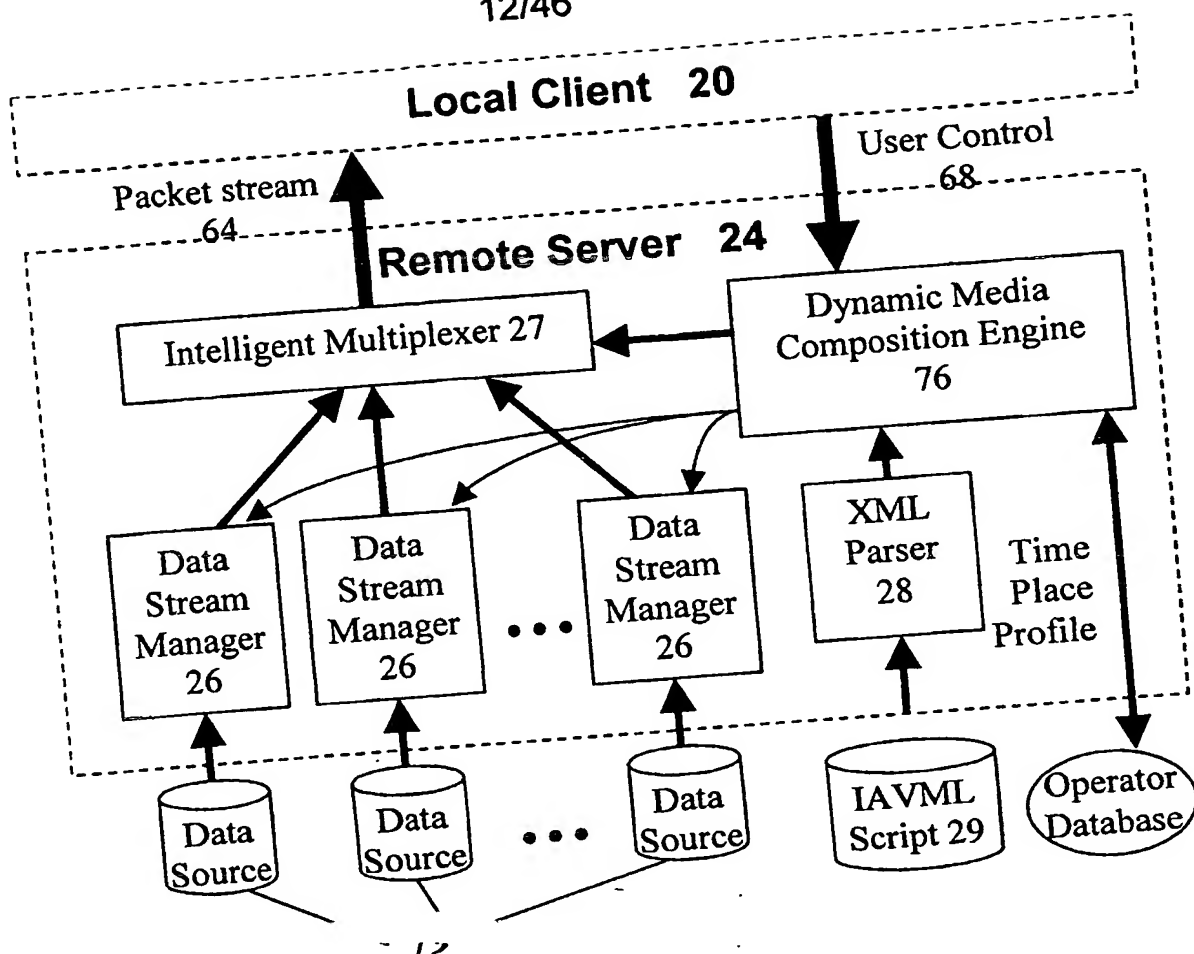 12/46
Local Client 20
Packet stream
64
User Control
68
Remote Server 24
Intelligent Multiplexer 27
Dynamic Media
Composition Engine
76
Data
Stream
Manager
26
Data
Stream
Manager
26
• • •
Data
Stream
Manager
26
XML
Parser
28
Time
Place
Profile
Data
Source
Data
Source
• • •
Data
Source
IAVML
Script 29
Operator
Database